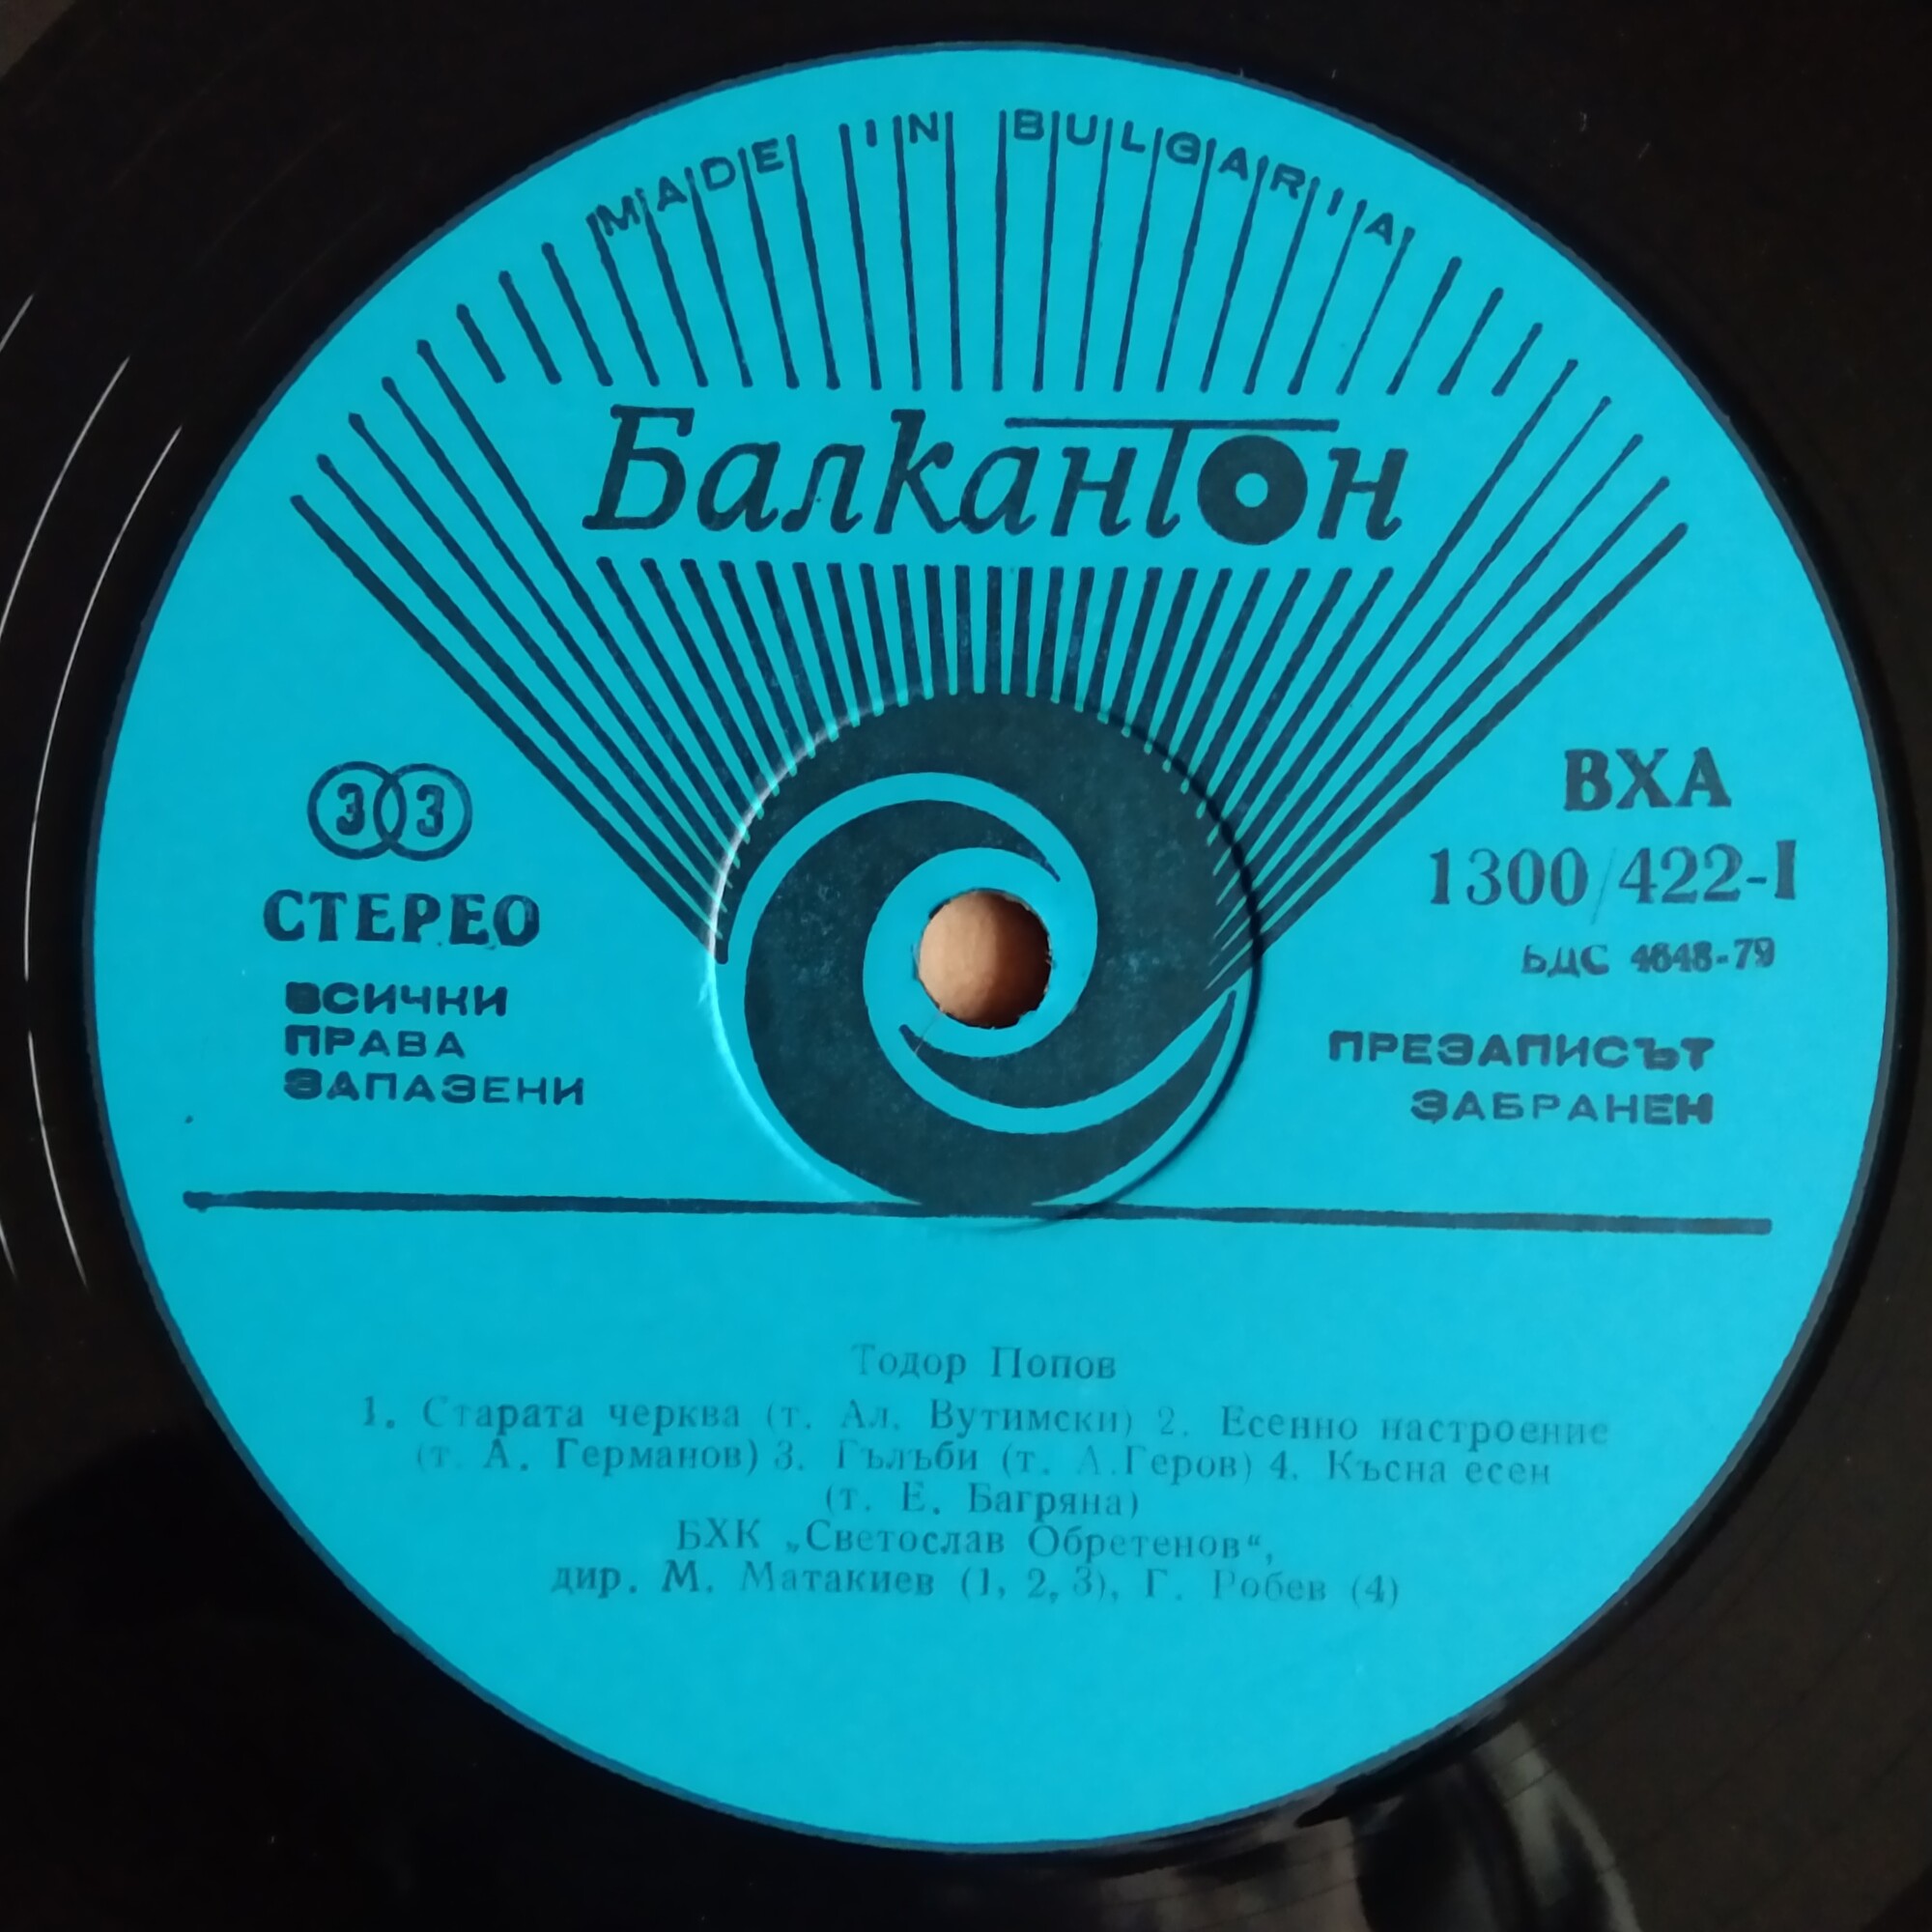 MADE IN BULGARIA
Балкантон
33
СТЕРЕО
ВСИЧКИ
ПРАВА
ЗАПАЗЕНИ
ВХА
1300/422-I
БДС 4648-79
ПРЕЗАПИСЪТ
ЗАБРАНЕН
Тодор Попов
1. Старата черква (т. Ал. Вутимски) 2. Есенно настроение
(т. А. Германов) 3. Гълъби (т. А.Геров) 4. Късна есен
(т. Е. Багряна)
БХК „Светослав Обретенов“,
дир. М. Матакиев (1, 2, 3), Г. Робев (4)